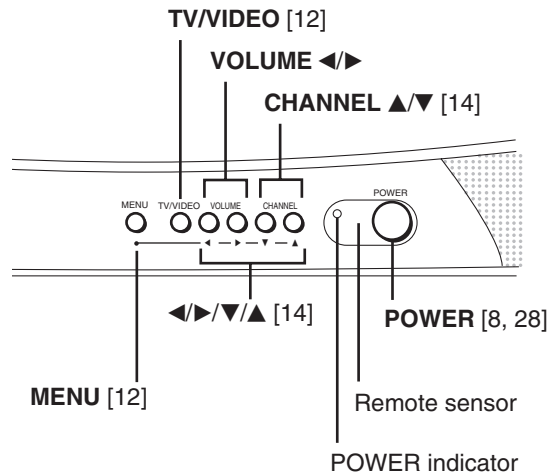 TV/VIDEO [12]
VOLUME ◀/▶
CHANNEL ▲/▼ [14]
MENU TV/VIDEO VOLUME CHANNEL POWER
◀ ▶ ▼ ▲
◀/▶/▼/▲ [14]
POWER [8, 28]
MENU [12]
Remote sensor
POWER indicator